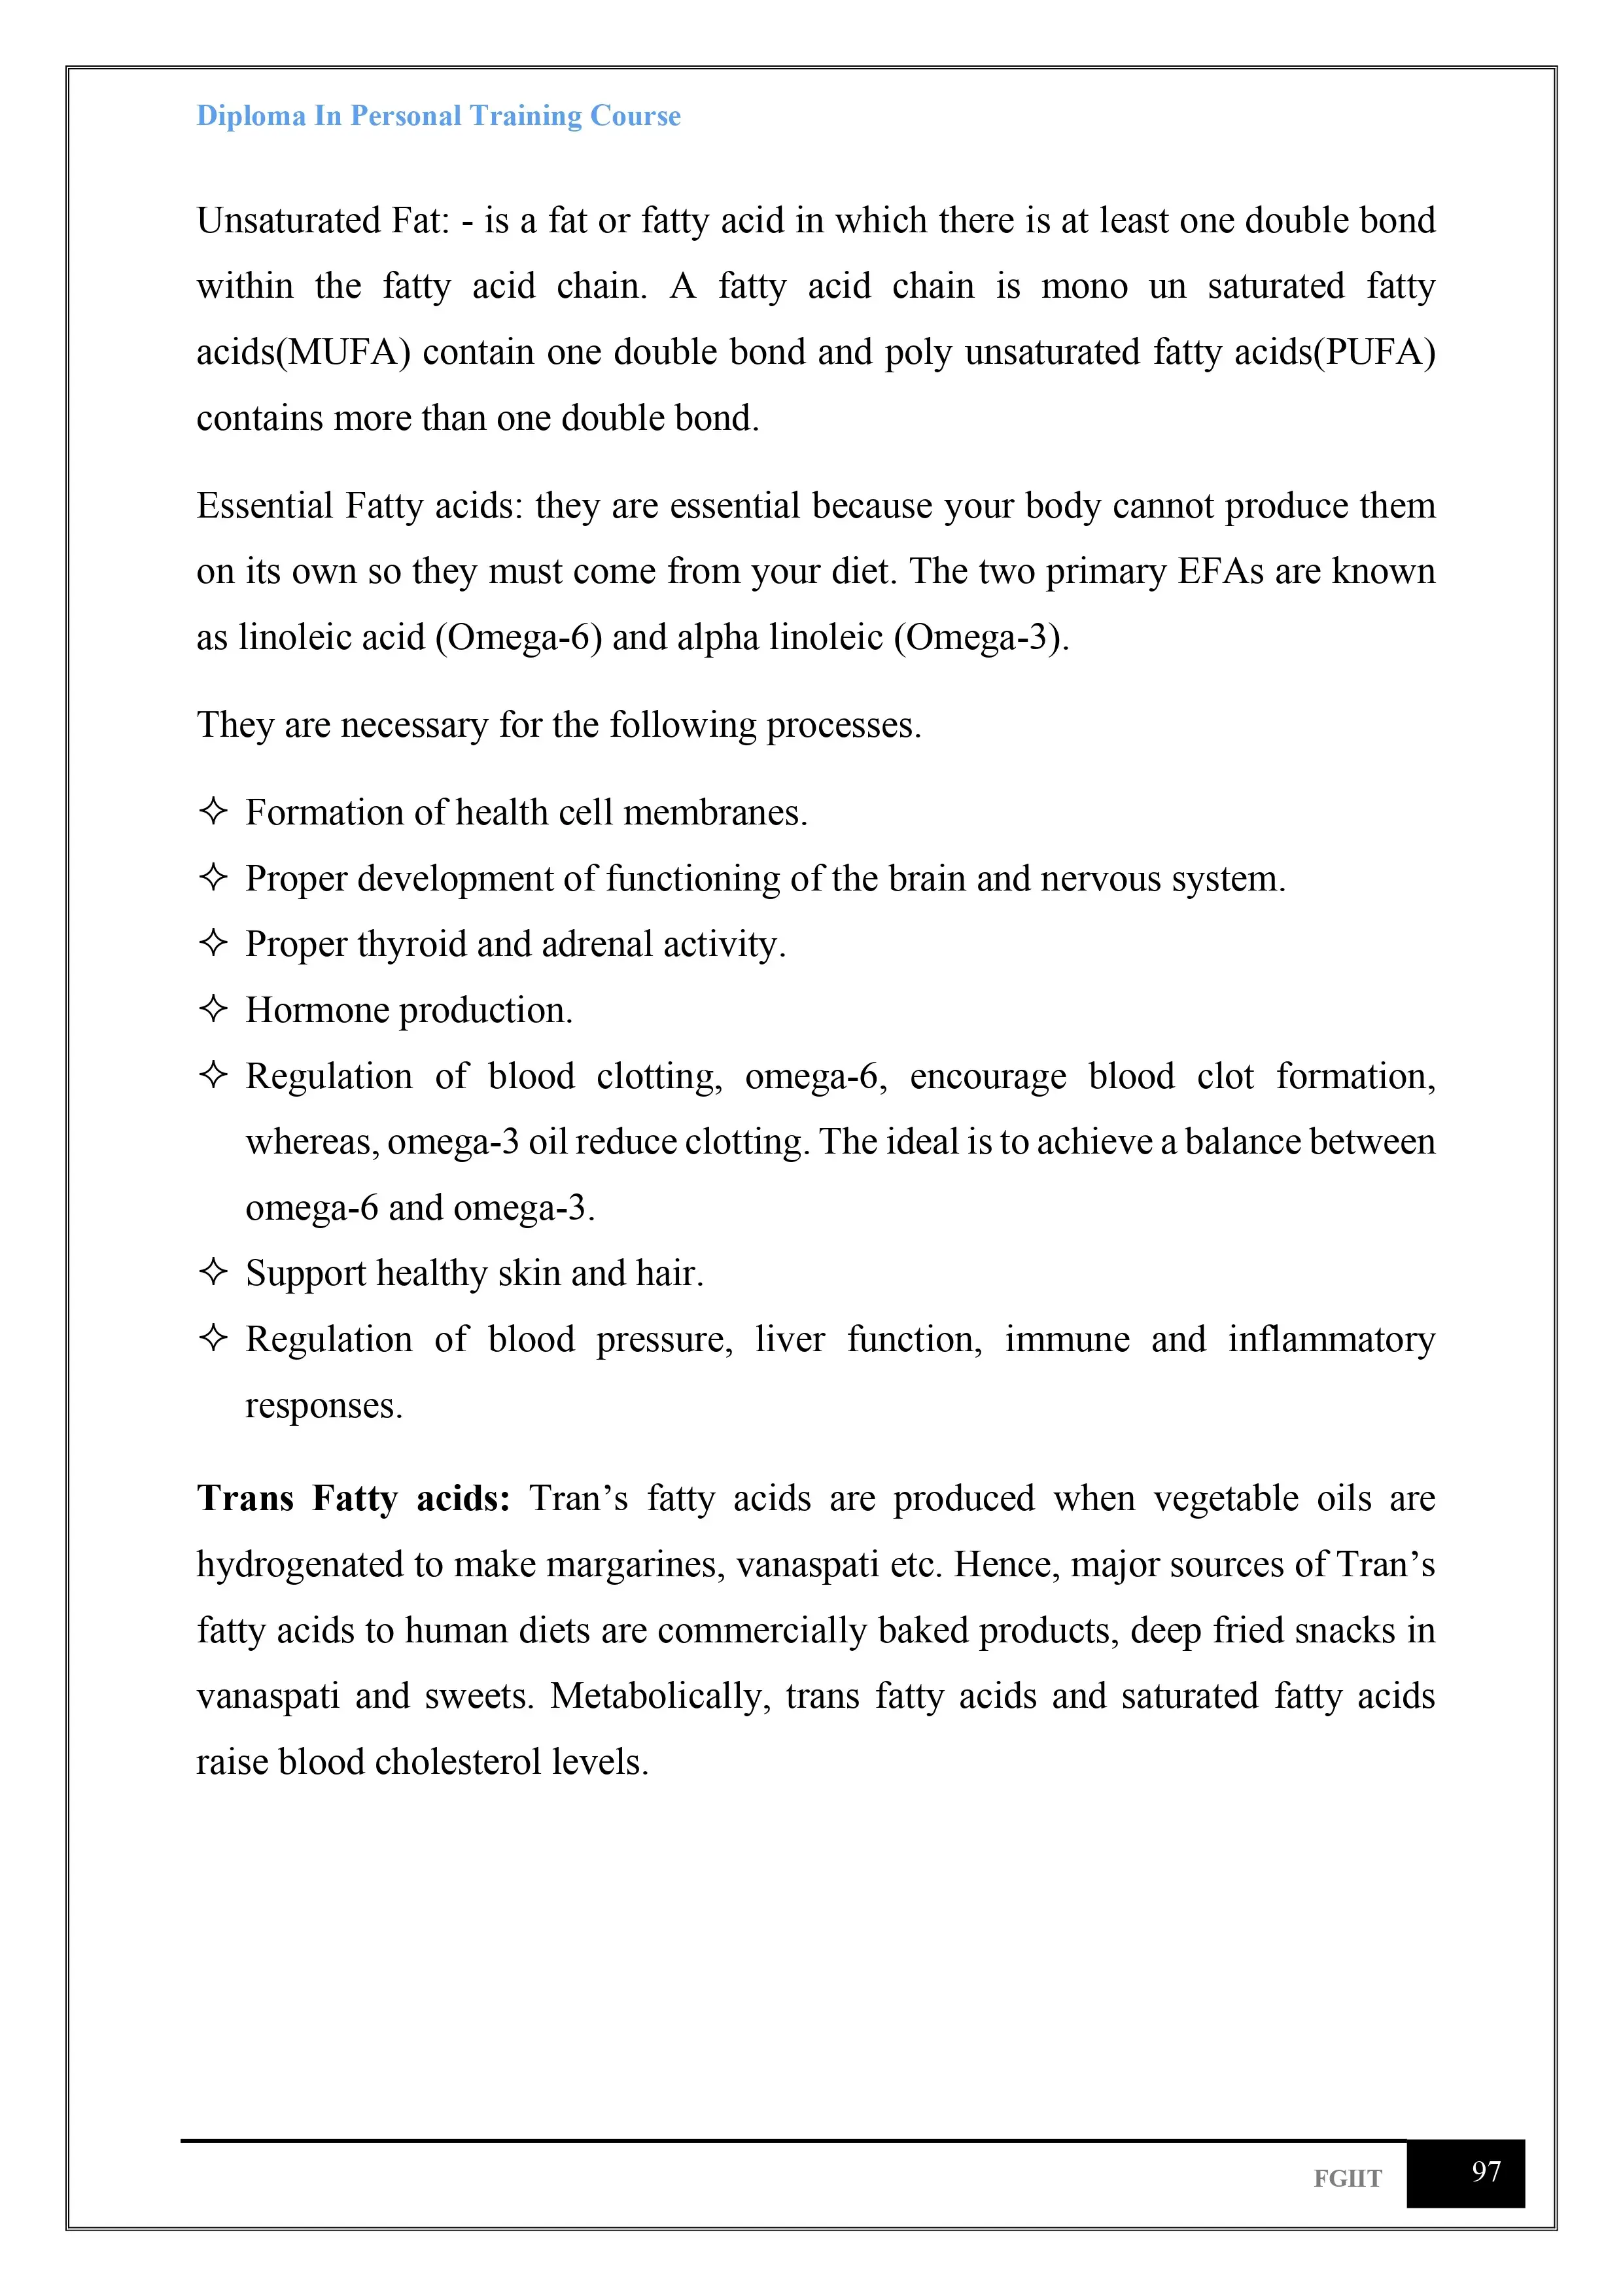 Diploma In Personal Training Course
Unsaturated Fat: - is a fat or fatty acid in which there is at least one double bond
within the fatty acid chain. A fatty acid chain is mono un saturated fatty
acids(MUFA) contain one double bond and poly unsaturated fatty acids(PUFA)
contains more than one double bond.
Essential Fatty acids: they are essential because your body cannot produce them
on its own so they must come from your diet. The two primary EFAs are known
as linoleic acid (Omega-6) and alpha linoleic (Omega-3).
They are necessary for the following processes.
✧ Formation of health cell membranes.
✧ Proper development of functioning of the brain and nervous system.
✧ Proper thyroid and adrenal activity.
✧ Hormone production.
✧ Regulation of blood clotting, omega-6, encourage blood clot formation,
whereas, omega-3 oil reduce clotting. The ideal is to achieve a balance between
omega-6 and omega-3.
✧ Support healthy skin and hair.
✧ Regulation of blood pressure, liver function, immune and inflammatory
responses.
Trans Fatty acids: Tran’s fatty acids are produced when vegetable oils are
hydrogenated to make margarines, vanaspati etc. Hence, major sources of Tran’s
fatty acids to human diets are commercially baked products, deep fried snacks in
vanaspati and sweets. Metabolically, trans fatty acids and saturated fatty acids
raise blood cholesterol levels.
FGIIT
97